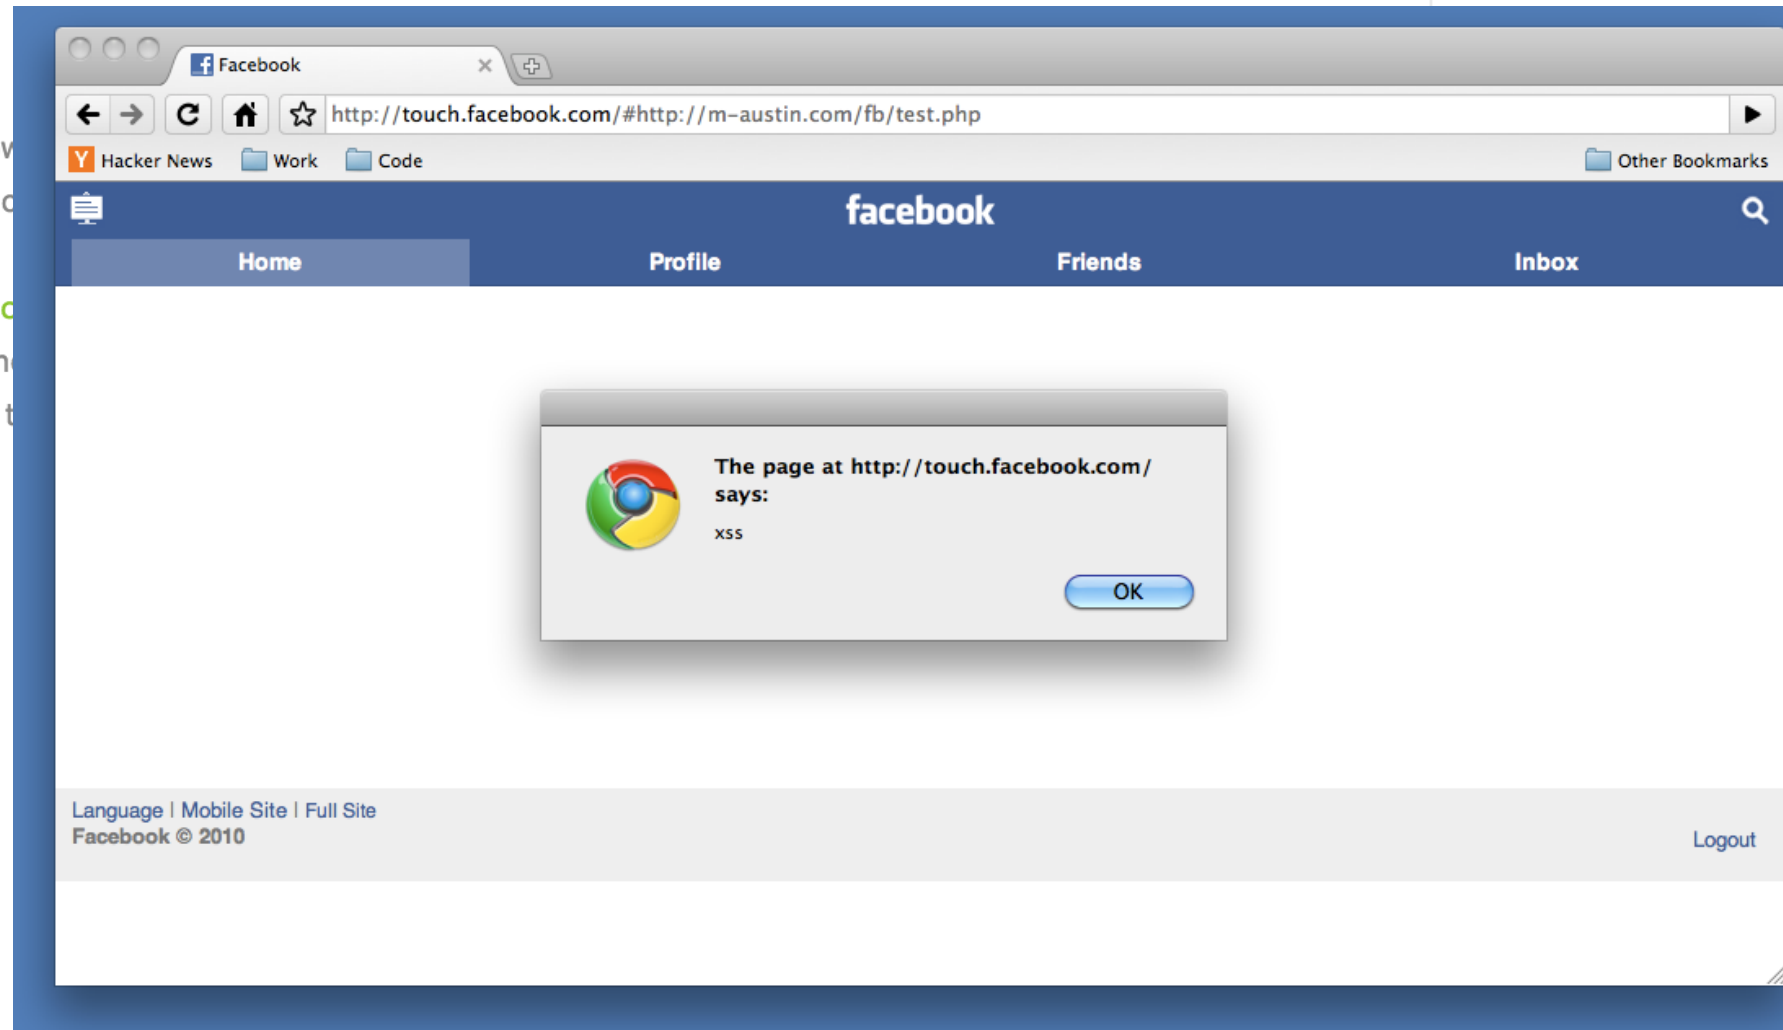 Facebook
http://touch.facebook.com/#http://m-austin.com/fb/test.php
Hacker News Work Code Other Bookmarks
facebook
Home Profile Friends Inbox
The page at http://touch.facebook.com/
says:
xss
OK
Language | Mobile Site | Full Site
Facebook © 2010
Logout